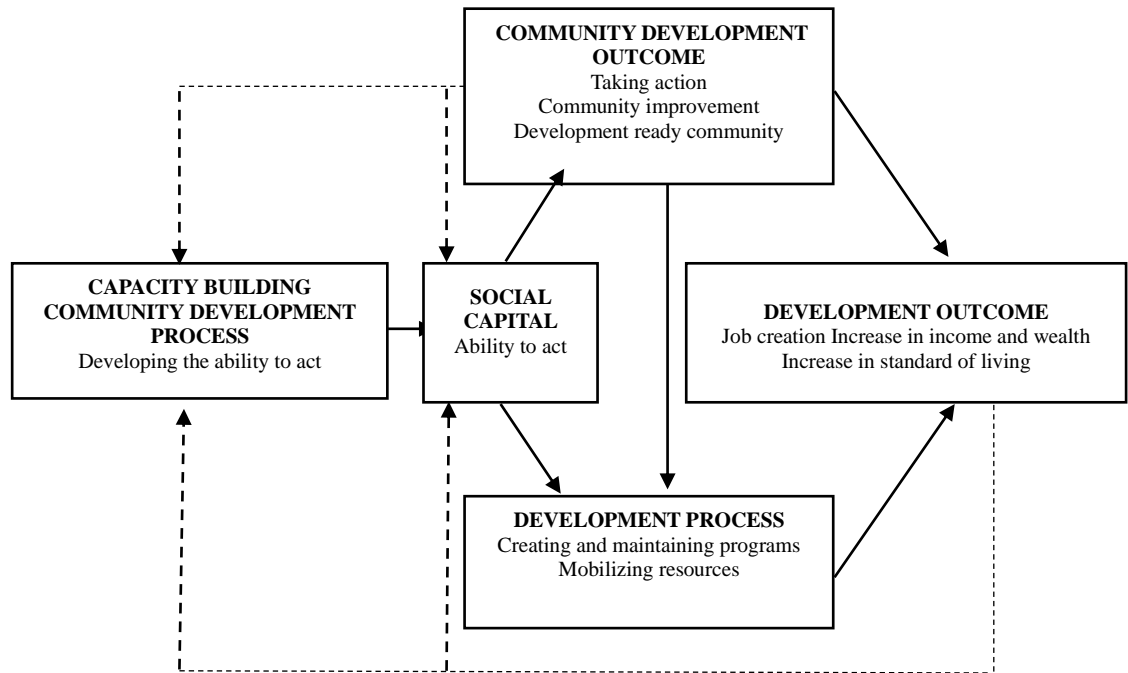 COMMUNITY DEVELOPMENT
OUTCOME
Taking action
Community improvement
Development ready community
CAPACITY BUILDING
COMMUNITY DEVELOPMENT
PROCESS
Developing the ability to act
SOCIAL
CAPITAL
Ability to act
DEVELOPMENT OUTCOME
Job creation Increase in income and wealth
Increase in standard of living
DEVELOPMENT PROCESS
Creating and maintaining programs
Mobilizing resources